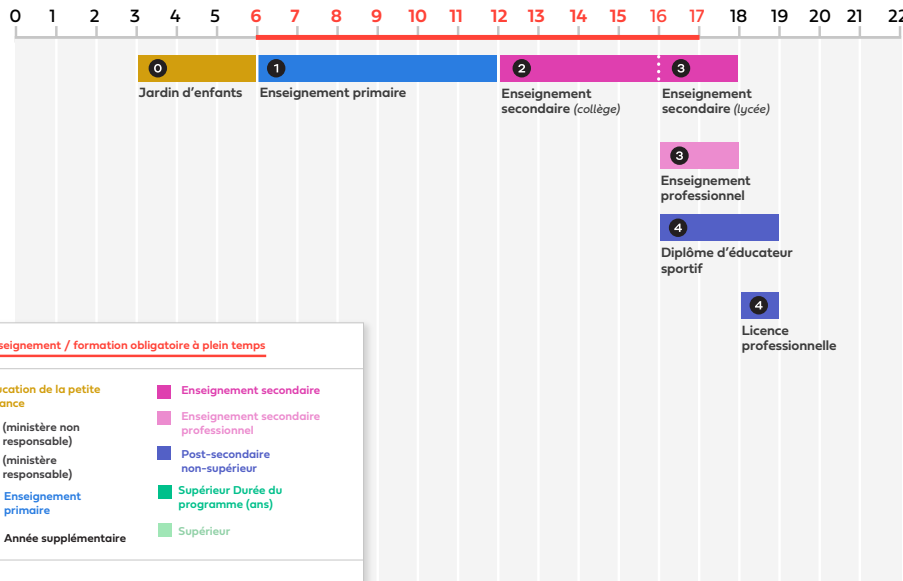 0 1 2 3 4 5 6 7 8 9 10 11 12 13 14 15 16 17 18 19 20 21 22
0 1 2 3
Jardin d'enfants Enseignement primaire
Enseignement
secondaire (collège)
Enseignement
secondaire (lycée)
3
Enseignement
professionnel
4
Diplôme d'éducateur
sportif
4
Licence
professionnelle
seignement / formation obligatoire à plein temps
cation de la petite
ance
(ministère non
responsable)
(ministère
responsable)
Enseignement
primaire
Année supplémentaire
Enseignement secondaire
Enseignement secondaire
professionnel
Post-secondaire
non-supérieur
Supérieur Durée du
programme (ans)
Supérieur